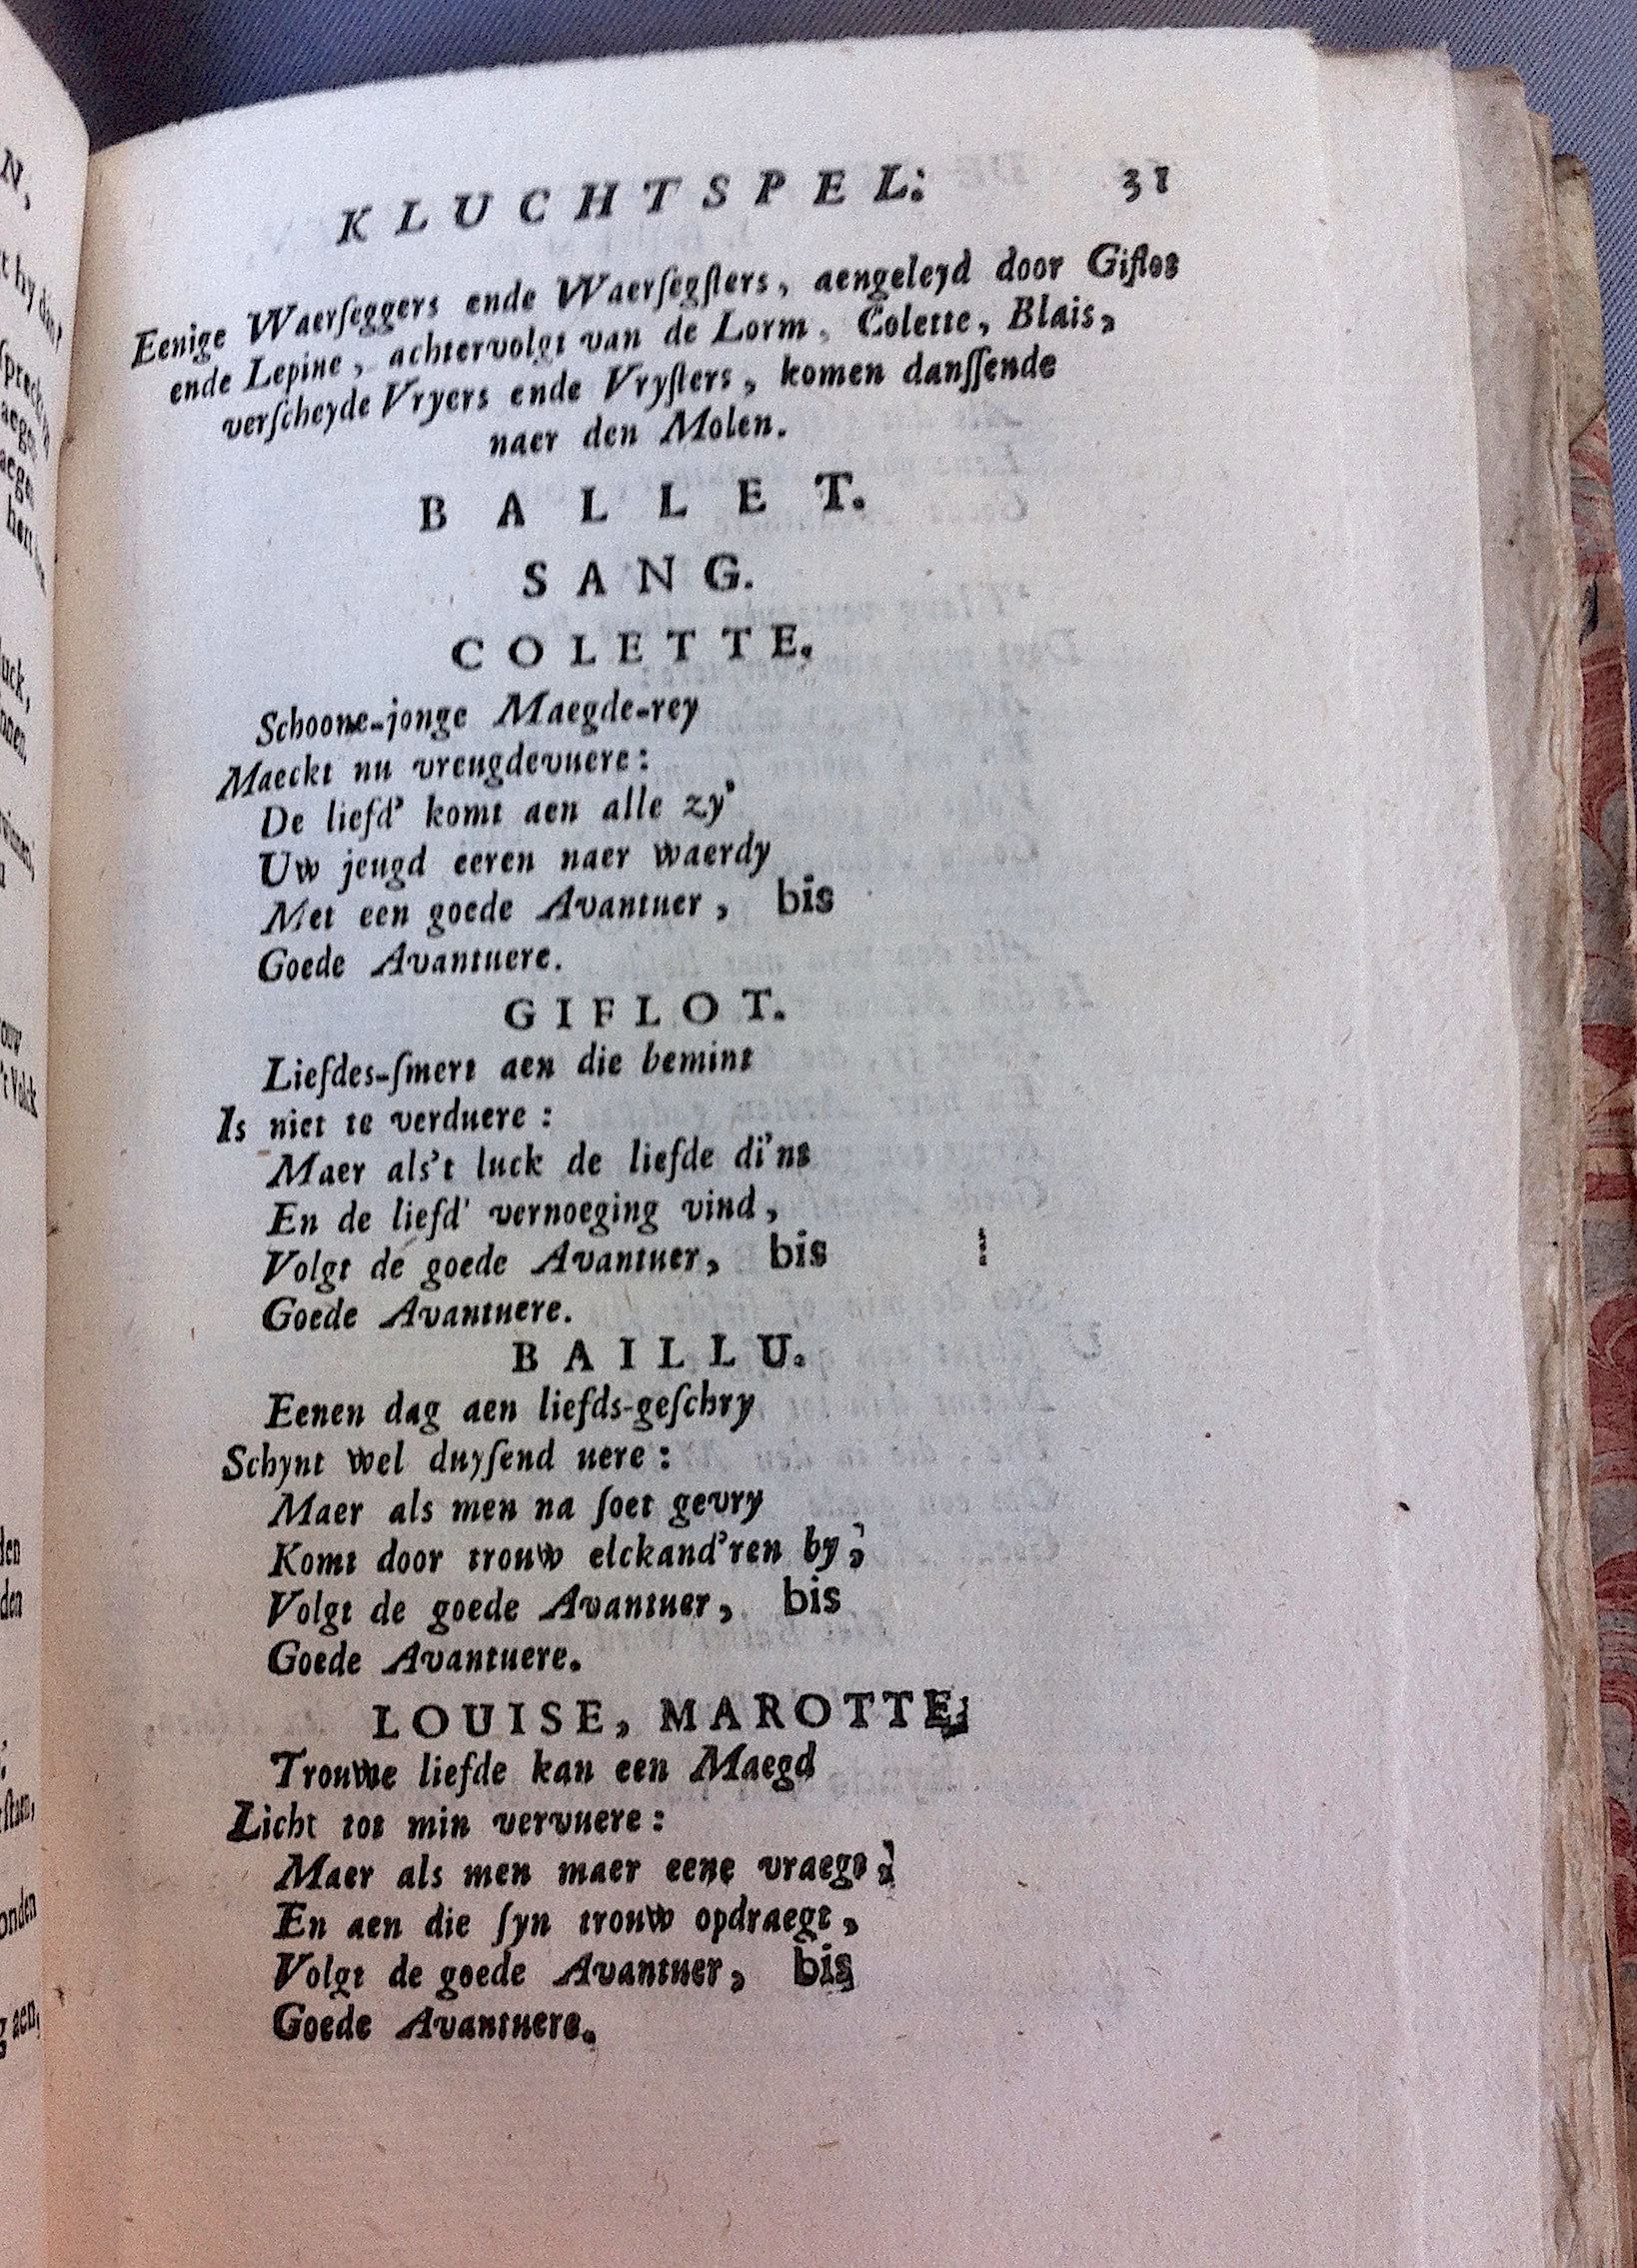 KLUCHTSPEL: 31
Eenige Waerſeggers ende Waerſegſters, aengeleyd door Giflot
ende Lepine, achtervolgt van de Lorm, Colette, Blais,
verſcheyde Vryers ende Vryſters, komen danſſende
naer den Molen.
BALLET.
SANG.
COLETTE.
Schoone-jonge Maegde-rey
Maeckt nu vreugdevuere:
De liefd' komt aen alle zy'
Uw jeugd eeren naer waerdy
Met een goede Avantuer, bis
Goede Avantuere.
GIFLOT.
Liefdes-ſmert aen die bemint
Is niet te verduere:
Maer als't luck de liefde di'nt
En de liefd' vernoeging vind,
Volgt de goede Avantuer, bis
Goede Avantuere.
BAILLU.
Eenen dag aen liefds-geſchry
Schynt wel duyſend uere:
Maer als men na ſoet gevry
Komt door trouw elckand'ren by,
Volgt de goede Avantuer, bis
Goede Avantuere.
LOUISE, MAROTTE,
Trouwe liefde kan een Maegd
Licht tot min vervuere:
Maer als men maer eene vraegt,
En aen die ſyn trouw opdraegt,
Volgt de goede Avantuer, bis
Goede Avantuere.